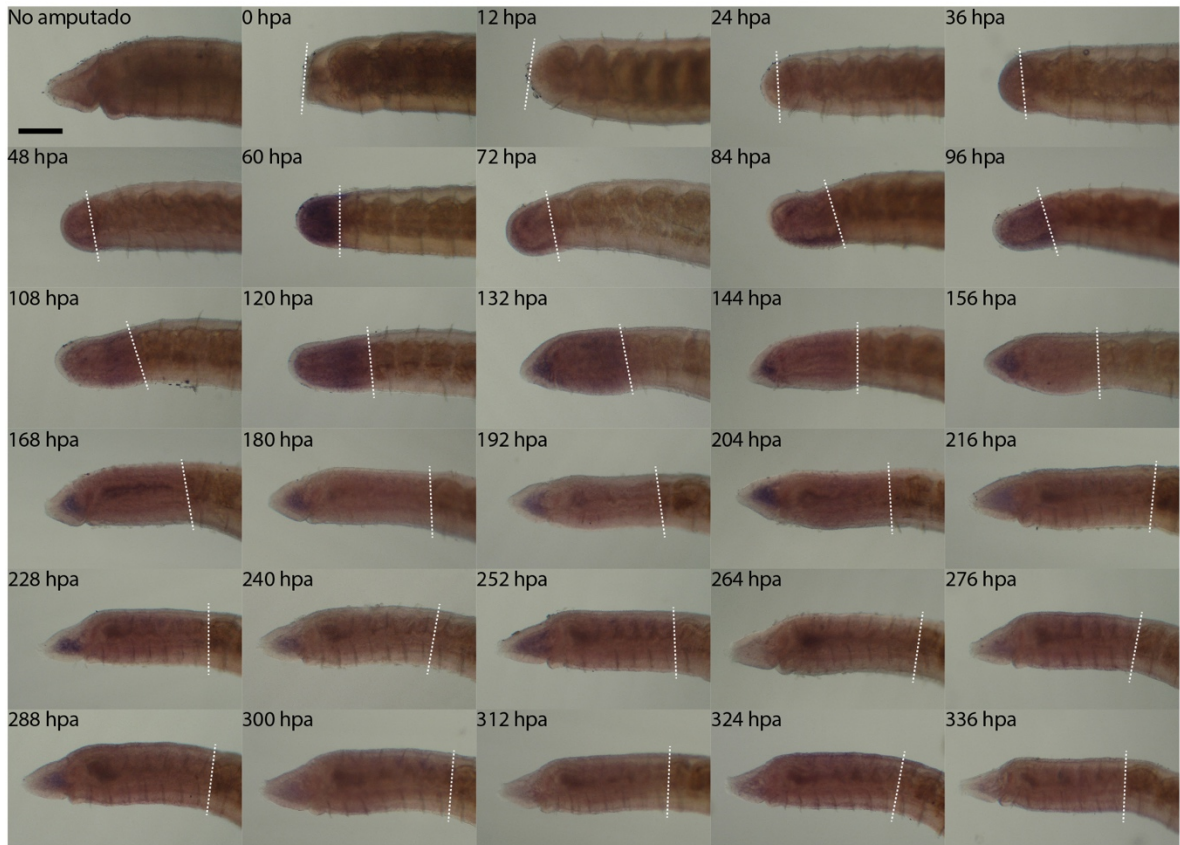 No amputado
0 hpa
12 hpa
24 hpa
36 hpa
48 hpa
60 hpa
72 hpa
84 hpa
96 hpa
108 hpa
120 hpa
132 hpa
144 hpa
156 hpa
168 hpa
180 hpa
192 hpa
204 hpa
216 hpa
228 hpa
240 hpa
252 hpa
264 hpa
276 hpa
288 hpa
300 hpa
312 hpa
324 hpa
336 hpa